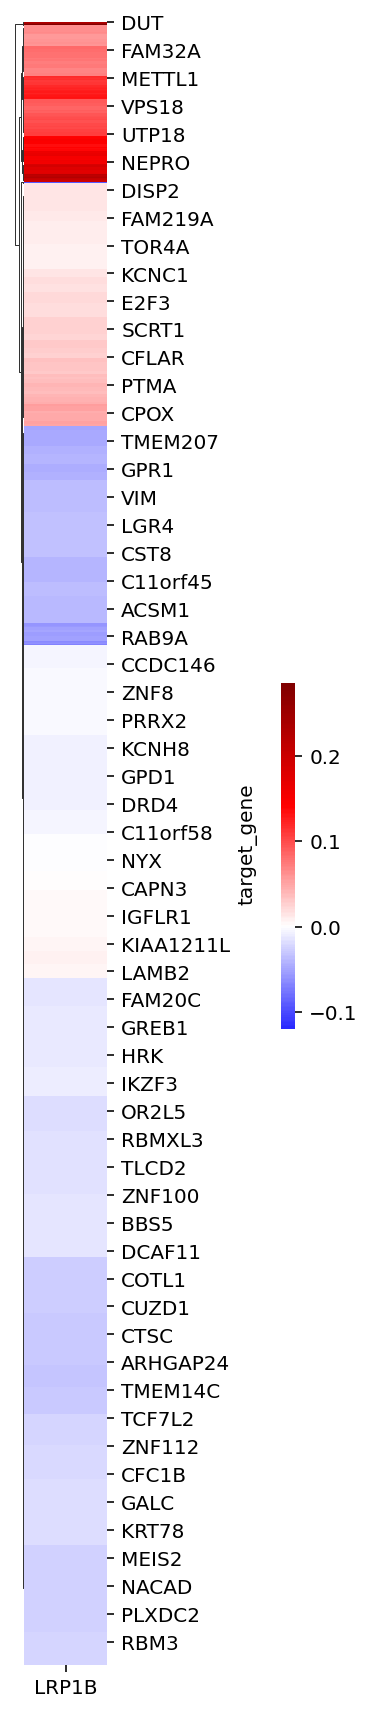 DUT
FAM32A
METTL1
VPS18
UTP18
NEPRO
DISP2
FAM219A
TOR4A
KCNC1
E2F3
SCRT1
CFLAR
PTMA
CPOX
TMEM207
GPR1
VIM
LGR4
CST8
C11orf45
ACSM1
RAB9A
CCDC146
ZNF8
PRRX2
KCNH8
GPD1
DRD4
C11orf58
NYX
CAPN3
IGFLR1
KIAA1211L
LAMB2
FAM20C
GREB1
HRK
IKZF3
OR2L5
RBMXL3
TLCD2
ZNF100
BBS5
DCAF11
COTL1
CUZD1
CTSC
ARHGAP24
TMEM14C
TCF7L2
ZNF112
CFC1B
GALC
KRT78
MEIS2
NACAD
PLXDC2
RBM3
LRP1B
target_gene
0.2
0.1
0.0
−0.1